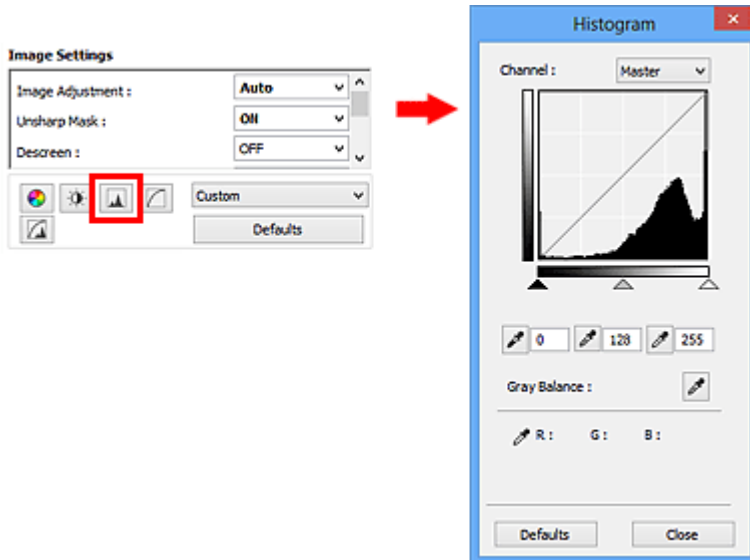 Image Settings
Image Adjustment : Auto
Unsharp Mask : ON
Descreen : OFF
Custom
Defaults
Histogram
Channel : Master
0 128 255
Gray Balance :
R : G : B :
Defaults Close